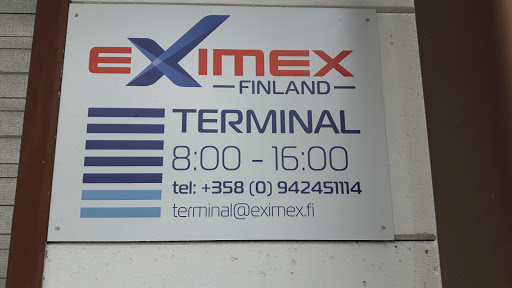 EXIMEX
FINLAND
TERMINAL
8:00 - 16:00
tel: +358 (0) 942451114
terminal@eximex.fi